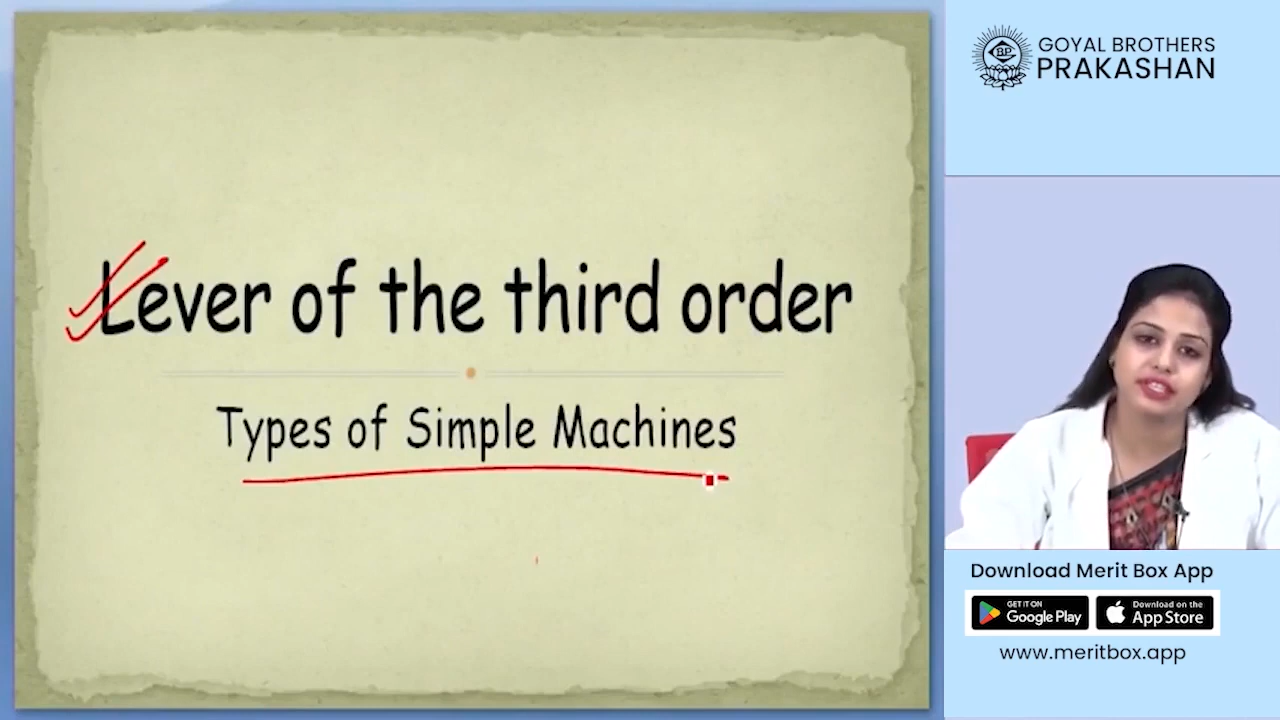 Lever of the third order
Types of Simple Machines
GOYAL BROTHERS
PRAKASHAN
GBP
Download Merit Box App
GET IT ON
Google Play
Download on the
App Store
www.meritbox.app